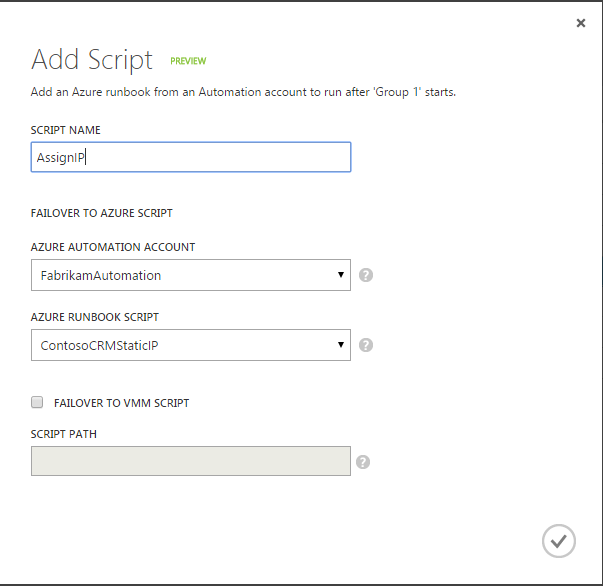 Add Script PREVIEW
Add an Azure runbook from an Automation account to run after 'Group 1' starts.
SCRIPT NAME
AssignIP
FAILOVER TO AZURE SCRIPT
AZURE AUTOMATION ACCOUNT
FabrikamAutomation
?
AZURE RUNBOOK SCRIPT
ContosoCRMStaticIP
?
FAILOVER TO VMM SCRIPT
SCRIPT PATH
?